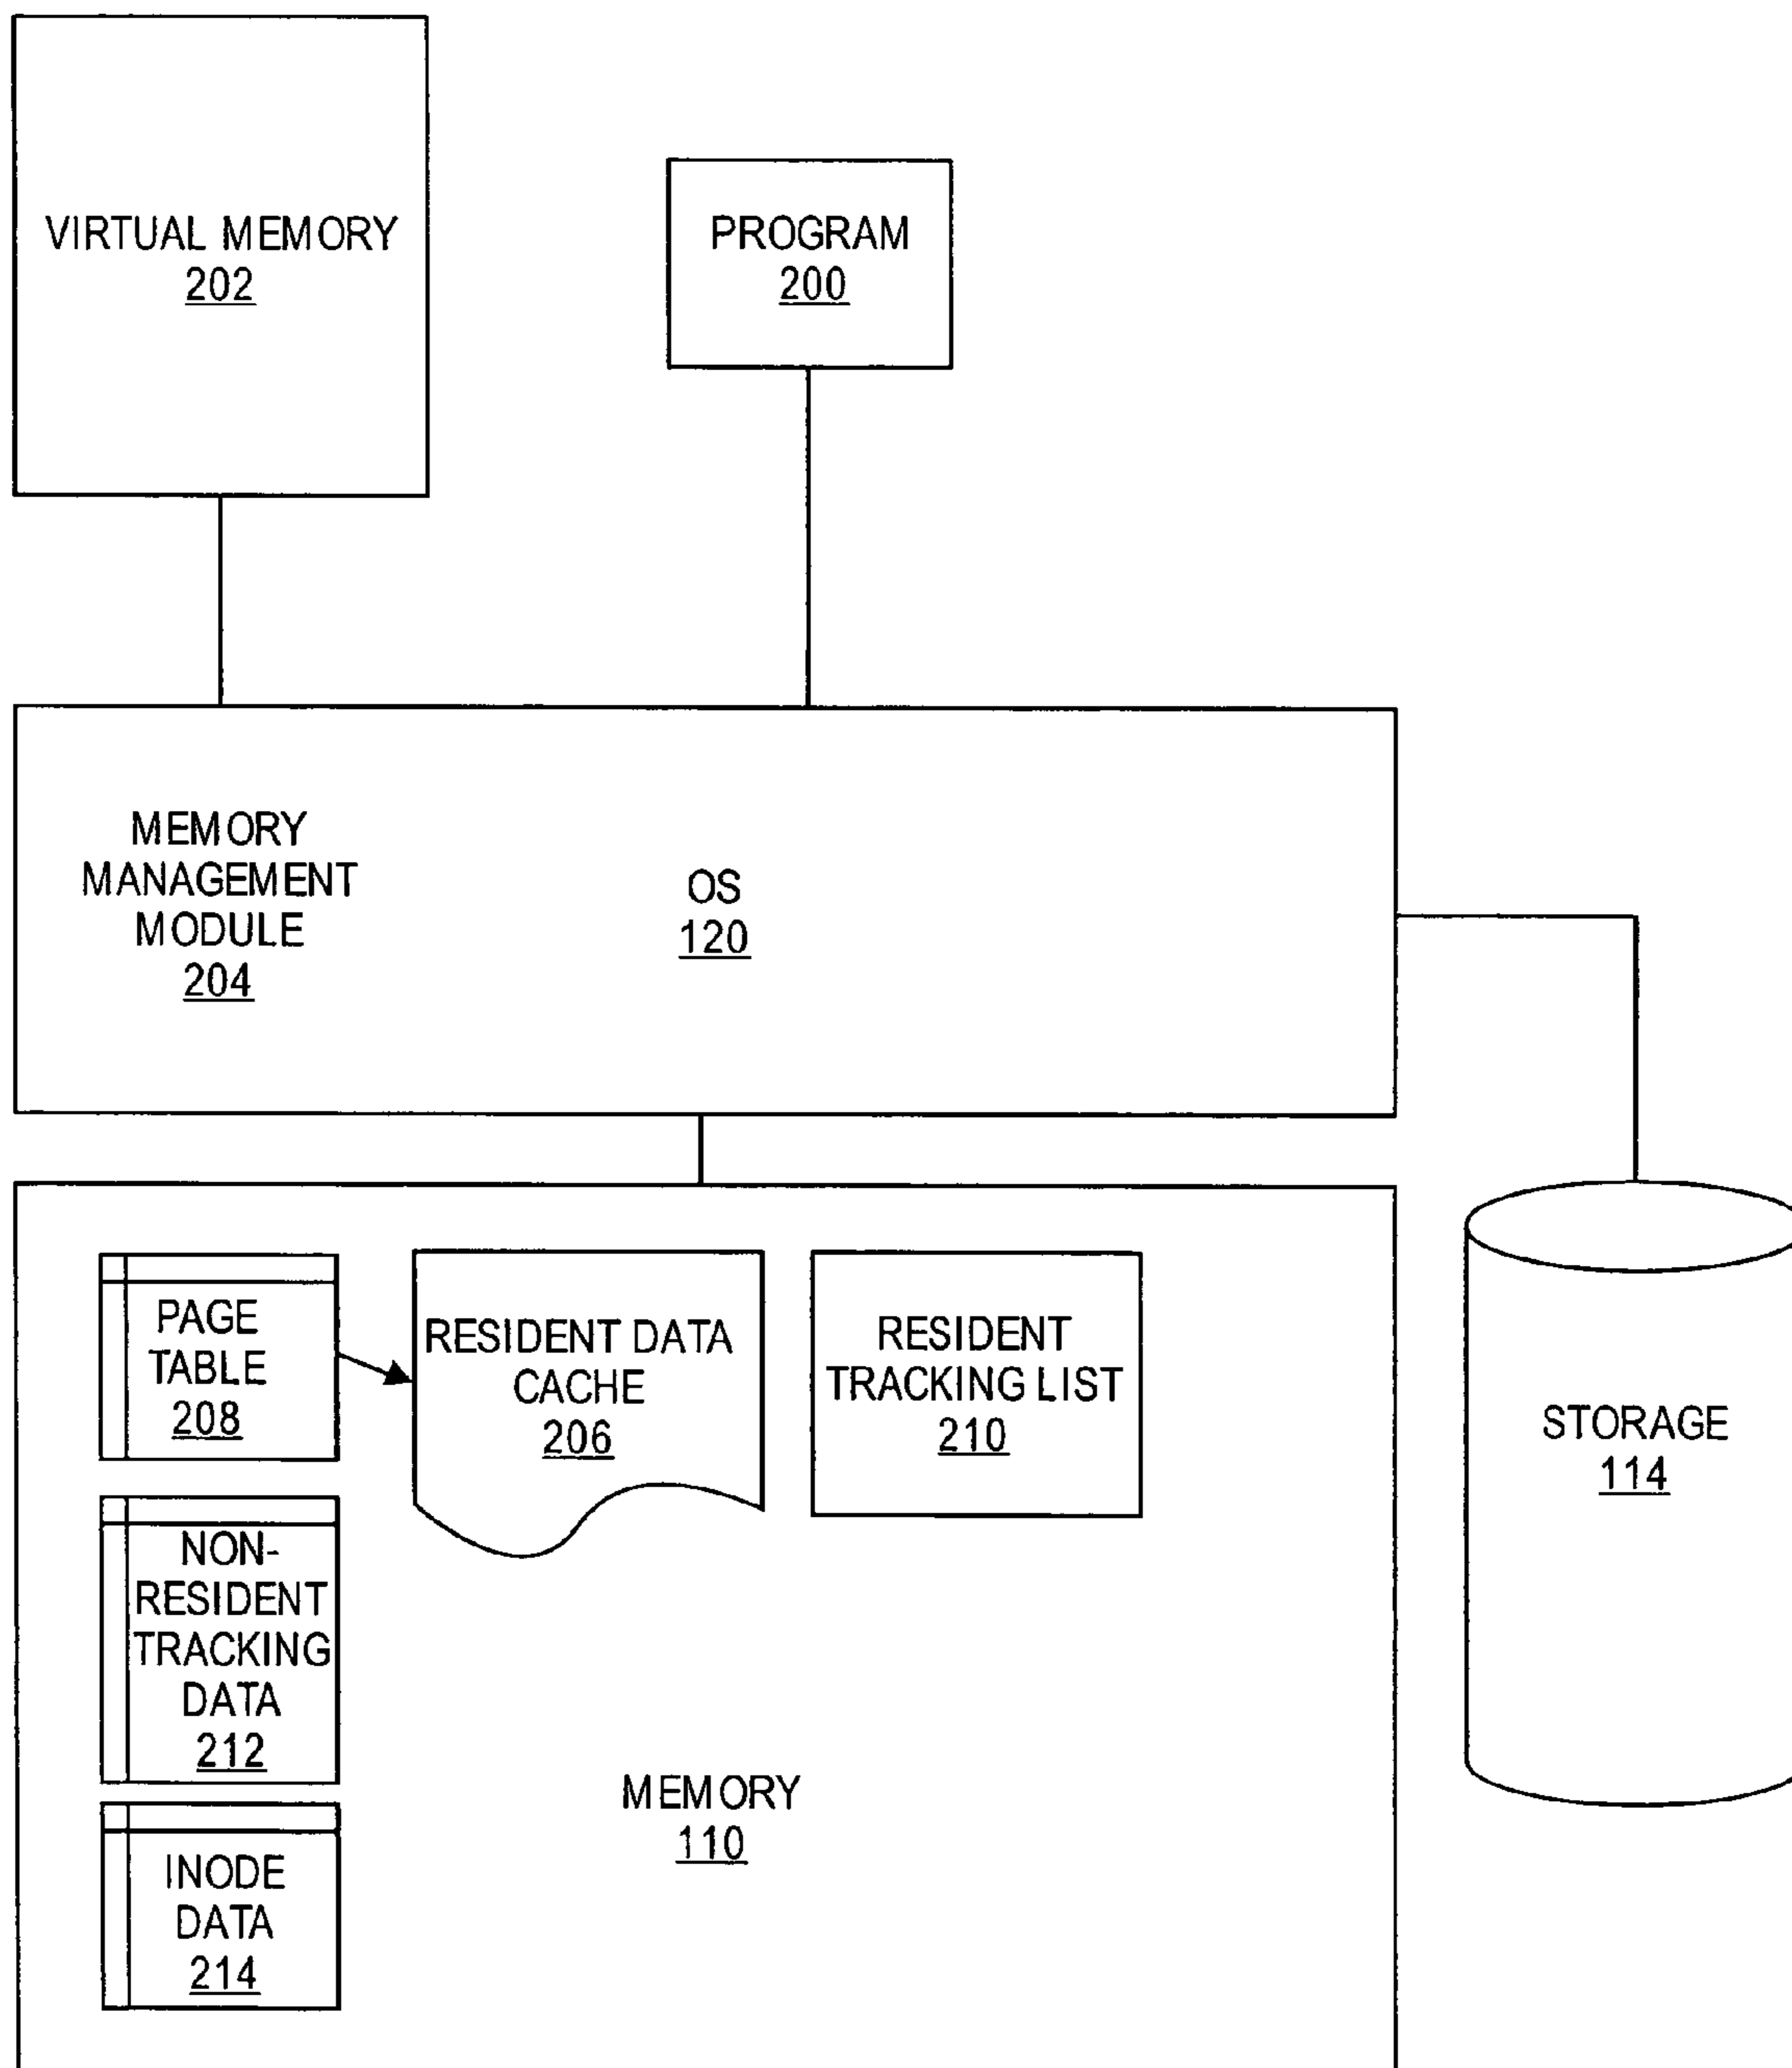 VIRTUAL MEMORY
202
PROGRAM
200
MEMORY
MANAGEMENT
MODULE
204
OS
120
PAGE
TABLE
208
RESIDENT DATA
CACHE
206
RESIDENT
TRACKING LIST
210
STORAGE
114
NON-
RESIDENT
TRACKING
DATA
212
MEMORY
110
INODE
DATA
214